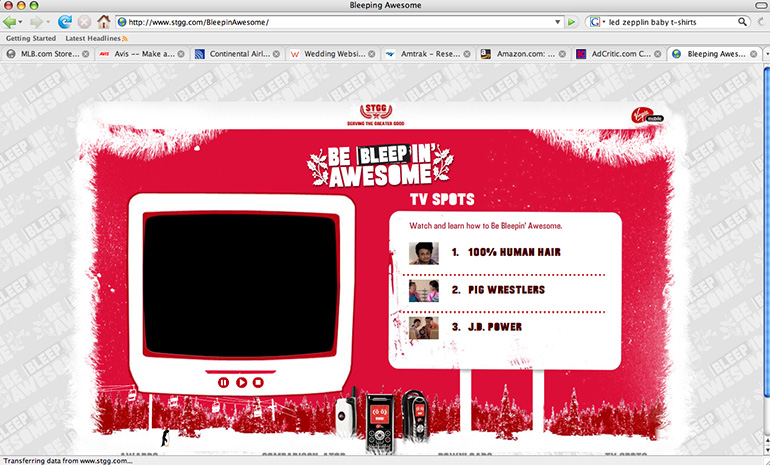 Bleeping Awesome
http://www.stgg.com/BleepinAwesome/
led zepplin baby t-shirts
Getting Started Latest Headlines
MLB.com Store... Avis -- Make a... Continental Airl... Wedding Websi... Amtrak - Rese... Amazon.com: ... AdCritic.com C... Bleeping Awes...
STGG
SERVING THE GREATER GOOD
Virgin mobile
BE BLEEPIN'
AWESOME
TV SPOTS
Watch and learn how to Be Bleepin' Awesome.
1. 100% HUMAN HAIR
2. PIG WRESTLERS
3. J.D. POWER
Transferring data from www.stgg.com...